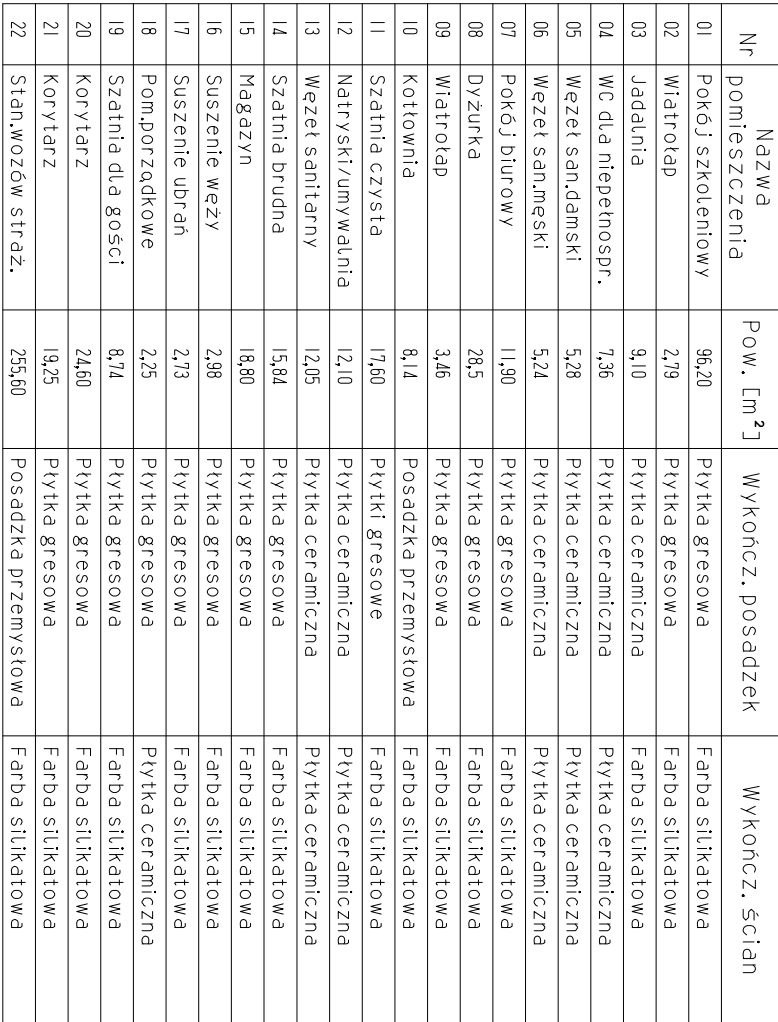 Nr Nazwa pomieszczenia Pow. [m²] Wykończ. posadzek Wykończ. ścian
01 Pokój szkoleniowy 96,20 Płytka gresowa Farba silikatowa
02 Wiatrołap 2,79 Płytka gresowa Farba silikatowa
03 Jadalnia 9,10 Płytka ceramiczna Farba silikatowa
04 WC dla niepełnospr. 7,36 Płytka ceramiczna Płytka ceramiczna
05 Węzeł san.damski 5,28 Płytka ceramiczna Płytka ceramiczna
06 Węzeł san.męski 5,24 Płytka ceramiczna Płytka ceramiczna
07 Pokój biurowy 11,90 Płytka gresowa Farba silikatowa
08 Dyżurka 28,5 Płytka gresowa Farba silikatowa
09 Wiatrołap 3,46 Płytka gresowa Farba silikatowa
10 Kotłownia 8,14 Posadzka przemysłowa Farba silikatowa
11 Szatnia czysta 17,60 Płytki gresowe Farba silikatowa
12 Natryski/umywalnia 12,10 Płytka ceramiczna Płytka ceramiczna
13 Węzeł sanitarny 12,05 Płytka ceramiczna Płytka ceramiczna
14 Szatnia brudna 15,84 Płytka gresowa Farba silikatowa
15 Magazyn 18,80 Płytka gresowa Farba silikatowa
16 Suszenie węży 2,98 Płytka gresowa Farba silikatowa
17 Suszenie ubrań 2,73 Płytka gresowa Farba silikatowa
18 Pom.porządkowe 2,25 Płytka gresowa Płytka ceramiczna
19 Szatnia dla gości 8,74 Płytka gresowa Farba silikatowa
20 Korytarz 24,60 Płytka gresowa Farba silikatowa
21 Korytarz 19,25 Płytka gresowa Farba silikatowa
22 Stan.wozów straż. 255,60 Posadzka przemysłowa Farba silikatowa